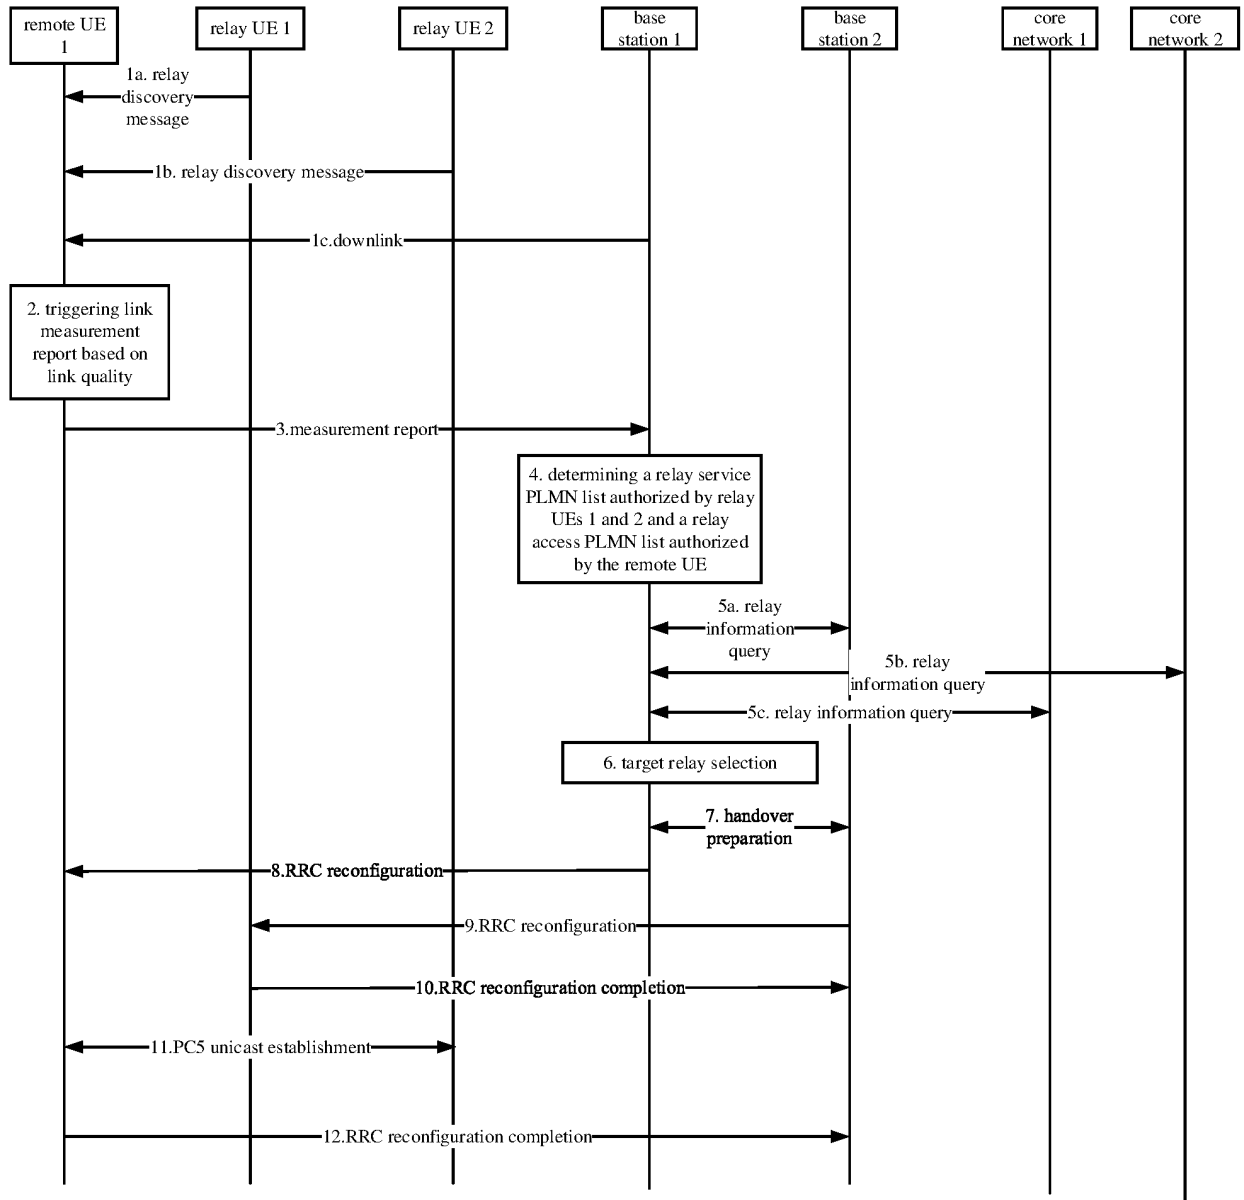 remote UE
1
relay UE 1
relay UE 2
base
station 1
base
station 2
core
network 1
core
network 2
1a. relay
discovery
message
1b. relay discovery message
1c.downlink
2. triggering link
measurement
report based on
link quality
3.measurement report
4. determining a relay service
PLMN list authorized by relay
UEs 1 and 2 and a relay
access PLMN list authorized
by the remote UE
5a. relay
information
query
5b. relay
information query
5c. relay information query
6. target relay selection
7. handover
preparation
8.RRC reconfiguration
9.RRC reconfiguration
10.RRC reconfiguration completion
11.PC5 unicast establishment
12.RRC reconfiguration completion